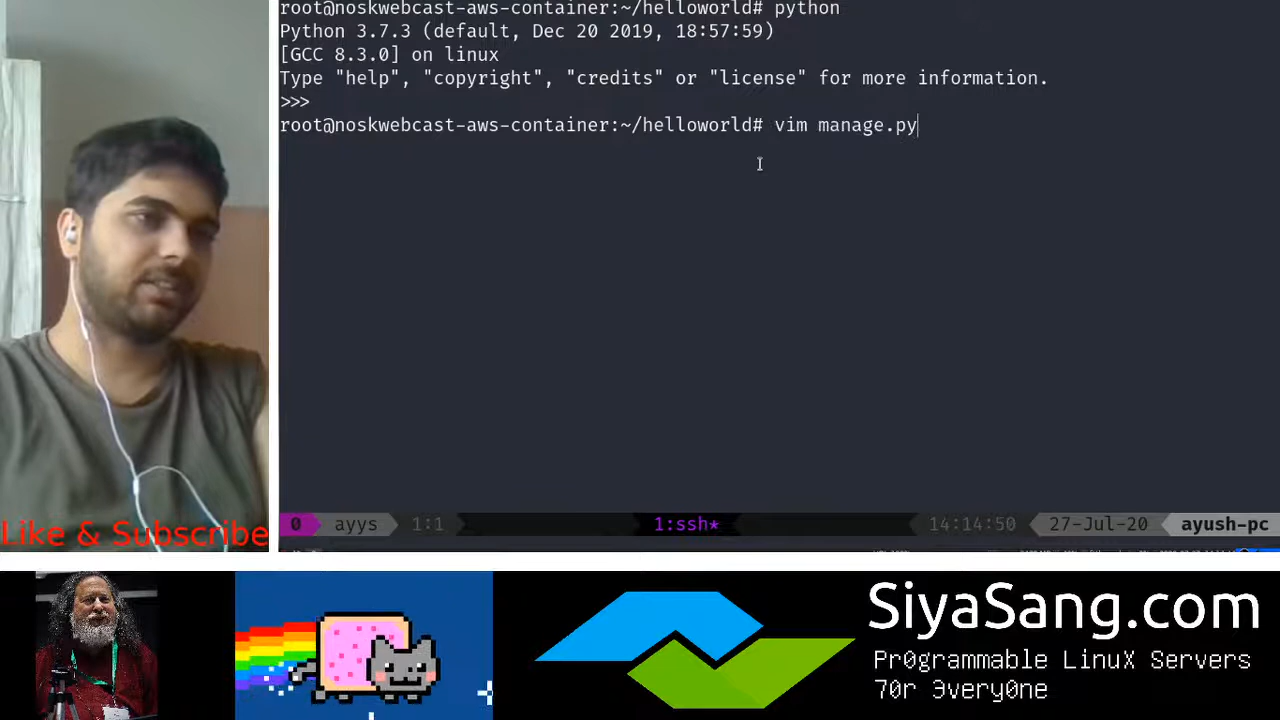 root@noskwebcast-aws-container:~/helloworld# python
Python 3.7.3 (default, Dec 20 2019, 18:57:59)
[GCC 8.3.0] on linux
Type "help", "copyright", "credits" or "license" for more information.
>>>
root@noskwebcast-aws-container:~/helloworld# vim manage.py
0 ayys 1:1 1:ssh* 14:14:50 27-Jul-20 ayush-pc
Like & Subscribe
SiyaSang.com
Pr0grammable LinuX Servers
70r 3very0ne